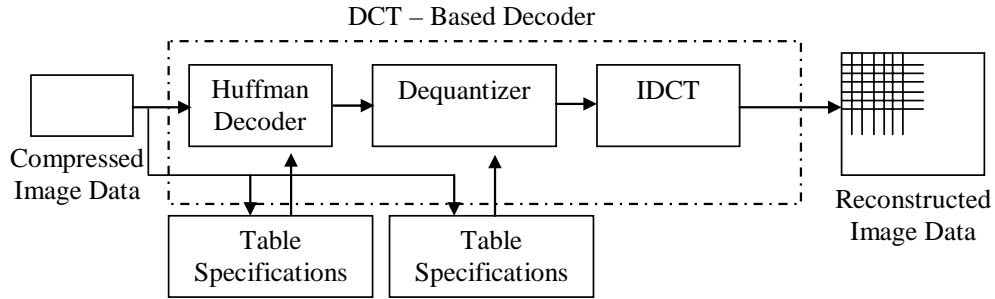 DCT – Based Decoder
Huffman
Decoder
Dequantizer
IDCT
Compressed
Image Data
Reconstructed
Image Data
Table
Specifications
Table
Specifications